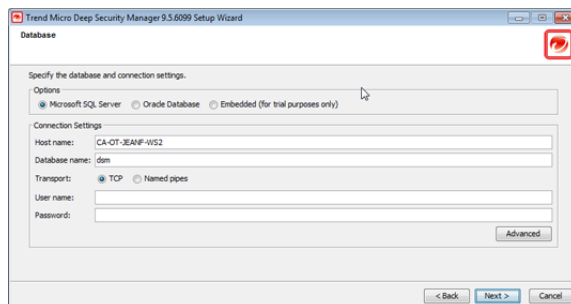 Trend Micro Deep Security Manager 9.5.6099 Setup Wizard
Database
Specify the database and connection settings.
Options
Microsoft SQL Server Oracle Database Embedded (for trial purposes only)
Connection Settings
Host name: CA-OT-JEANF-WS2
Database name: dsm
Transport: TCP Named pipes
User name:
Password:
Advanced
< Back Next > Cancel